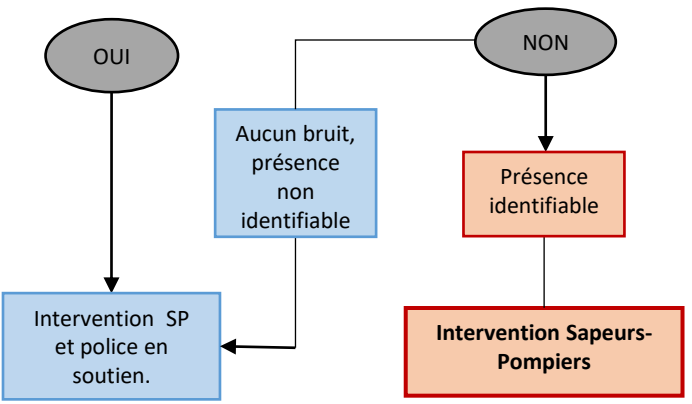 OUI
NON
Aucun bruit,
présence
non
identifiable
Présence
identifiable
Intervention SP
et police en
soutien.
Intervention Sapeurs-
Pompiers